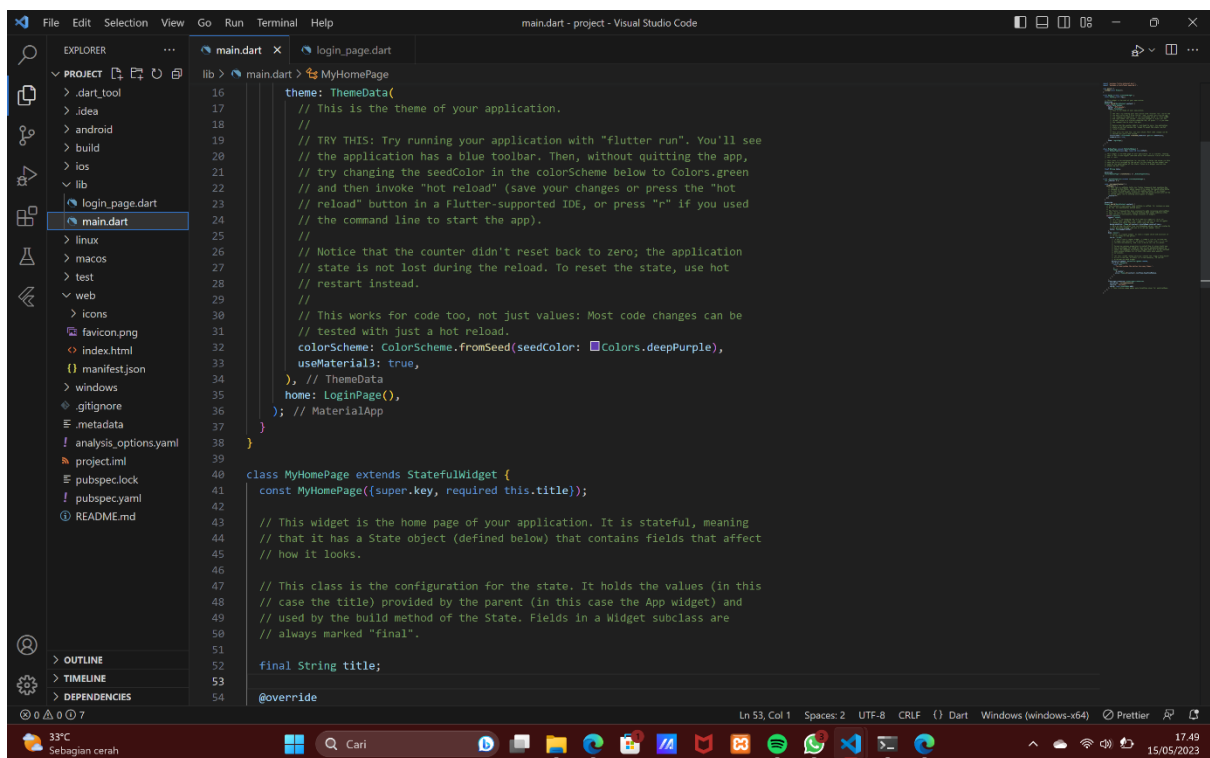 File Edit Selection View Go Run Terminal Help
main.dart - project - Visual Studio Code
EXPLORER
PROJECT
.dart_tool
.idea
android
build
ios
lib
login_page.dart
main.dart
linux
macos
test
web
icons
favicon.png
index.html
manifest.json
windows
.gitignore
.metadata
analysis_options.yaml
project.iml
pubspec.lock
pubspec.yaml
README.md
OUTLINE
TIMELINE
DEPENDENCIES
main.dart login_page.dart
lib > main.dart > MyHomePage
16 theme: ThemeData(
17 // This is the theme of your application.
18 //
19 // TRY THIS: Try running your application with "flutter run". You'll see
20 // the application has a blue toolbar. Then, without quitting the app,
21 // try changing the seedColor in the colorScheme below to Colors.green
22 // and then invoke "hot reload" (save your changes or press the "hot
23 // reload" button in a Flutter-supported IDE, or press "r" if you used
24 // the command line to start the app).
25 //
26 // Notice that the counter didn't reset back to zero; the application
27 // state is not lost during the reload. To reset the state, use hot
28 // restart instead.
29 //
30 // This works for code too, not just values: Most code changes can be
31 // tested with just a hot reload.
32 colorScheme: ColorScheme.fromSeed(seedColor: Colors.deepPurple),
33 useMaterial3: true,
34 ), // ThemeData
35 home: LoginPage(),
36 ); // MaterialApp
37 }
38 }
39
40 class MyHomePage extends StatefulWidget {
41 const MyHomePage({super.key, required this.title});
42
43 // This widget is the home page of your application. It is stateful, meaning
44 // that it has a State object (defined below) that contains fields that affect
45 // how it looks.
46
47 // This class is the configuration for the state. It holds the values (in this
48 // case the title) provided by the parent (in this case the App widget) and
49 // used by the build method of the State. Fields in a Widget subclass are
50 // always marked "final".
51
52 final String title;
53
54 @override
0 0 7
Ln 53, Col 1 Spaces: 2 UTF-8 CRLF {} Dart Windows (windows-x64) Prettier
33°C
Sebagian cerah
Cari
17.49
15/05/2023